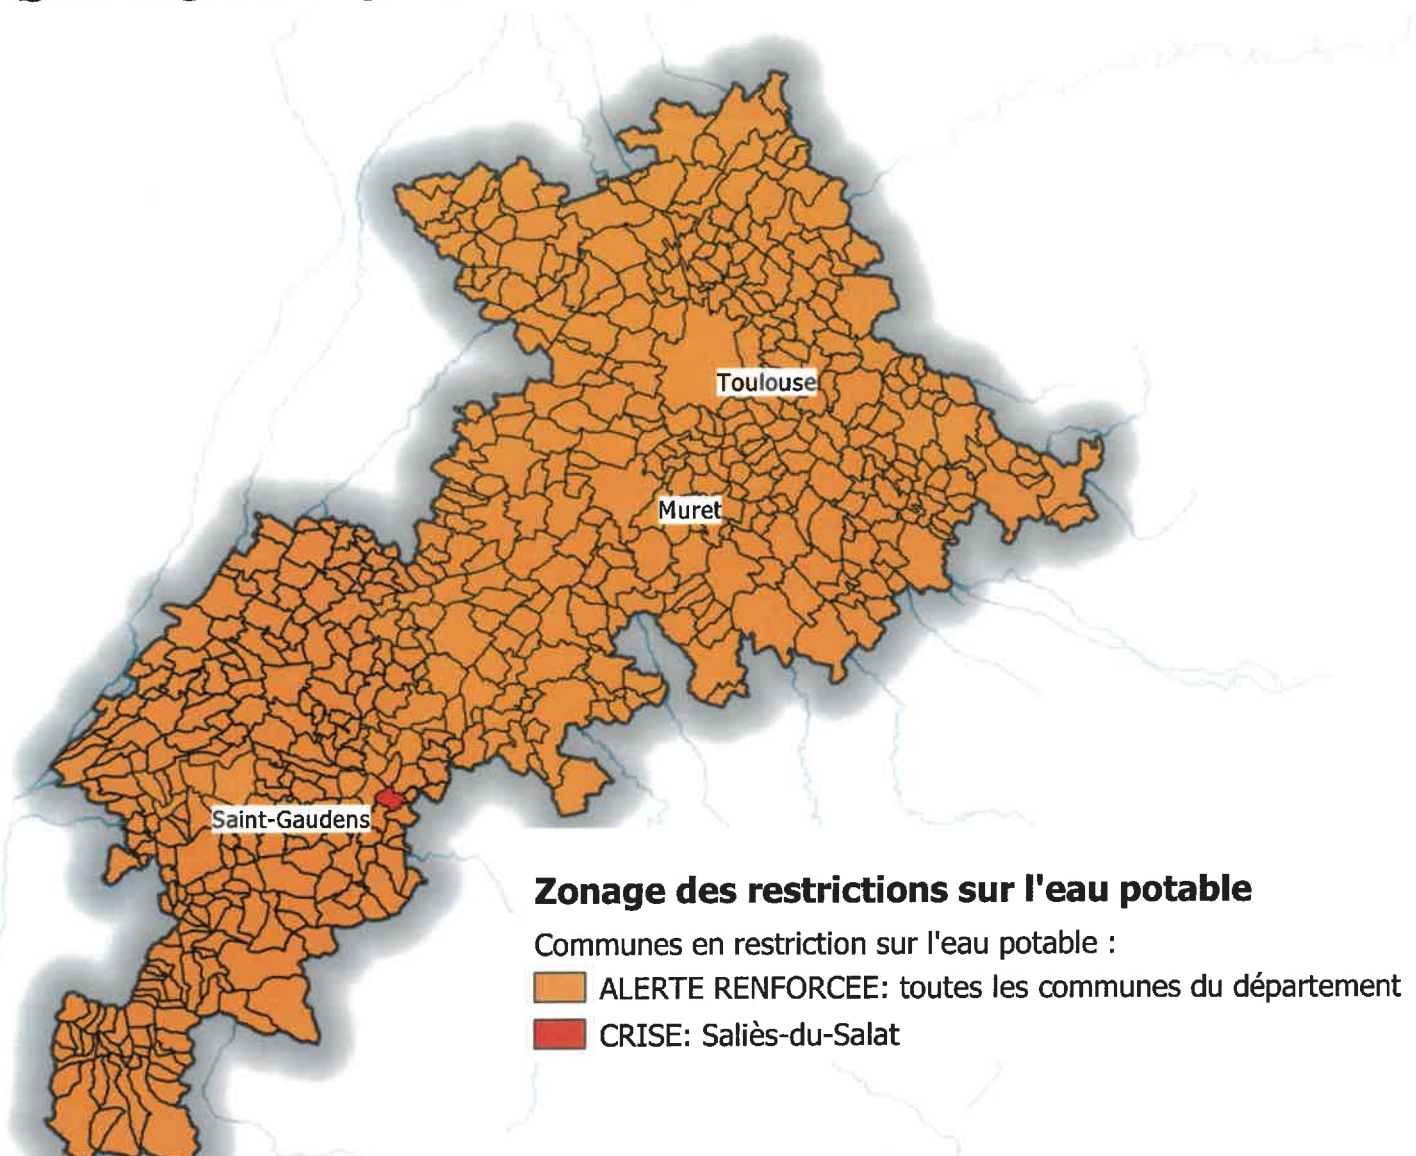 Toulouse
Muret
Saint-Gaudens
Zonage des restrictions sur l'eau potable
Communes en restriction sur l'eau potable :
ALERTE RENFORCEE: toutes les communes du département
CRISE: Saliès-du-Salat